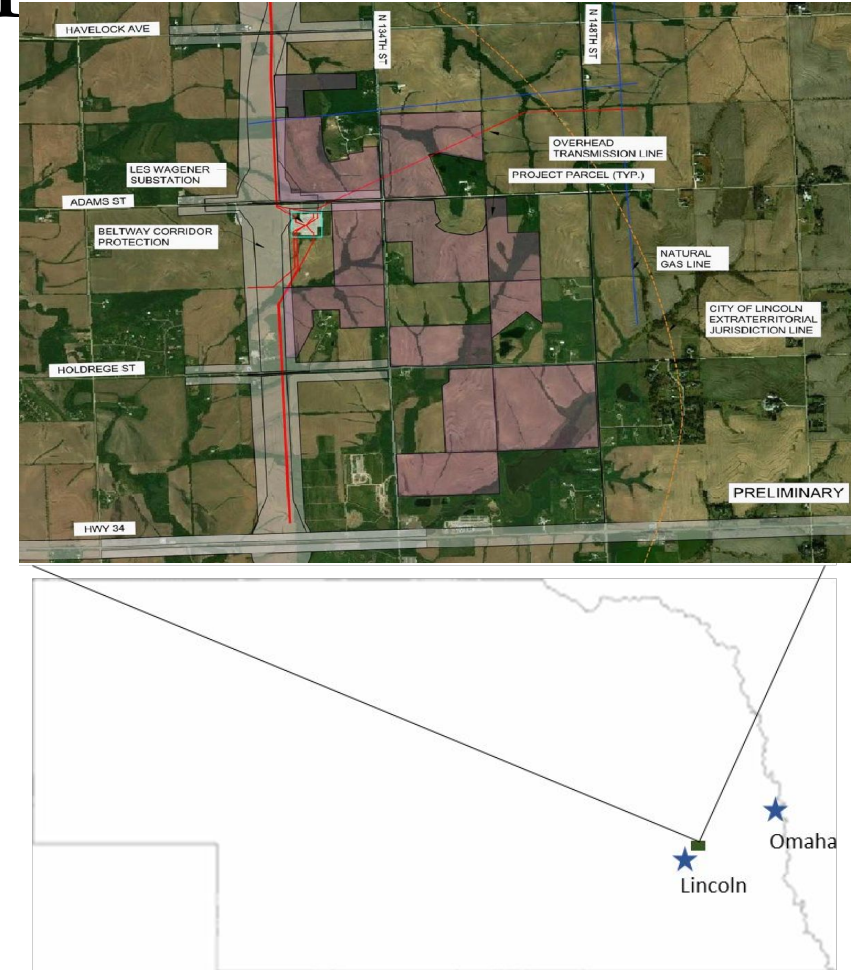 HAVELOCK AVE
N 134TH ST
N 148TH ST
OVERHEAD
TRANSMISSION LINE
LES WAGENER
SUBSTATION
PROJECT PARCEL (TYP.)
ADAMS ST
BELTWAY CORRIDOR
PROTECTION
NATURAL
GAS LINE
CITY OF LINCOLN
EXTRATERRITORIAL
JURISDICTION LINE
HOLDREGE ST
PRELIMINARY
HWY 34
Omaha
Lincoln